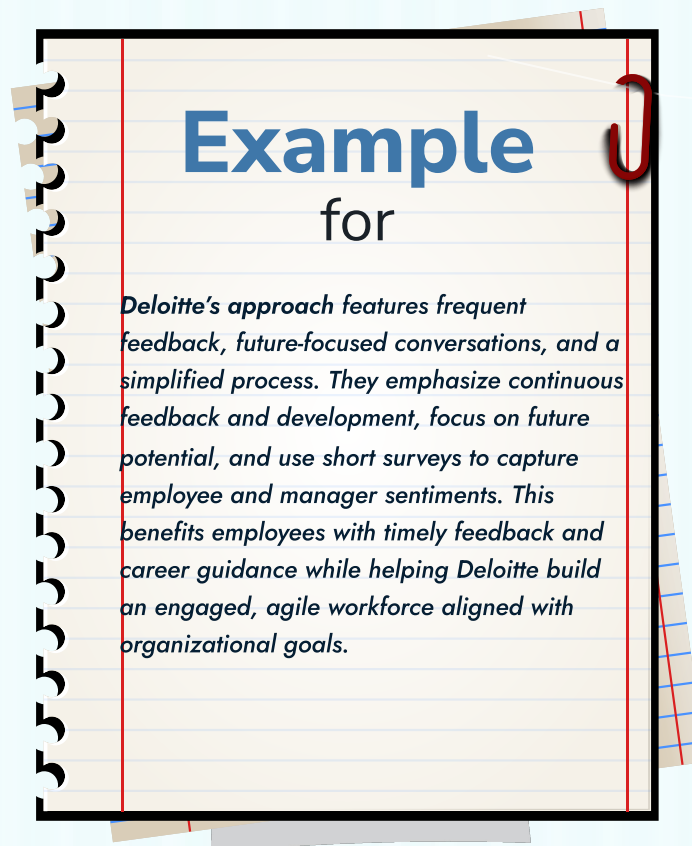 Example
for
Deloitte's approach features frequent
feedback, future-focused conversations, and a
simplified process. They emphasize continuous
feedback and development, focus on future
potential, and use short surveys to capture
employee and manager sentiments. This
benefits employees with timely feedback and
career guidance while helping Deloitte build
an engaged, agile workforce aligned with
organizational goals.